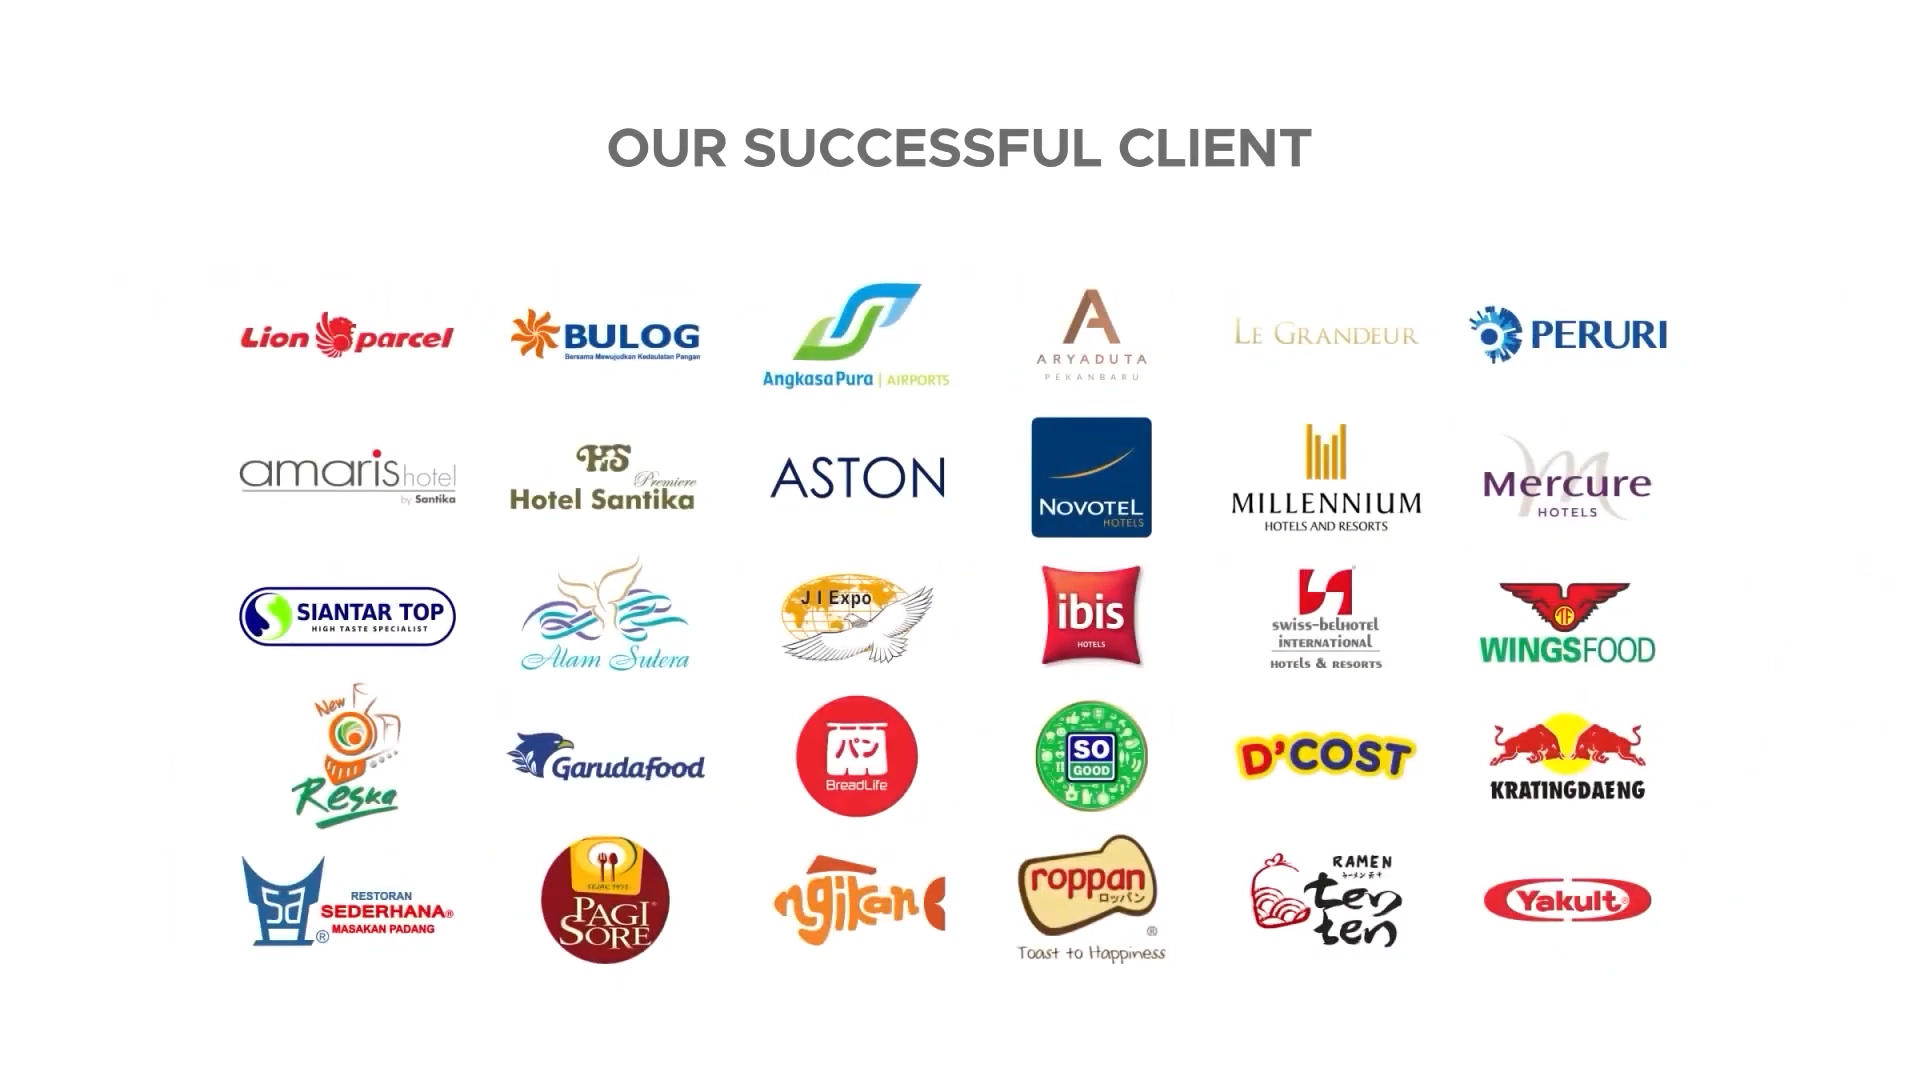 OUR SUCCESSFUL CLIENT
Lion parcel
BULOG
Bersama Mewujudkan Kedaulatan Pangan
AngkasaPura | AIRPORTS
A
ARYADUTA
PEKANBARU
LE GRANDEUR
PERURI
amaris hotel
by Santika
HS
Premiere
Hotel Santika
ASTON
NOVOTEL
HOTELS
MILLENNIUM
HOTELS AND RESORTS
m
Mercure
HOTELS
SIANTAR TOP
HIGH TASTE SPECIALIST
Alam Sutera
J I Expo
ibis
HOTELS
swiss-belhotel
INTERNATIONAL
HOTELS & RESORTS
WINGSFOOD
New
Reska
Garudafood
パン
BreadLife
SO
GOOD
D'COST
KRATINGDAENG
SD
RESTORAN
SEDERHANA®
MASAKAN PADANG
®
PAGI
SORE
ngikan
roppan
ロッパン
®
Toast to Happiness
RAMEN
ten
ten
Yakult